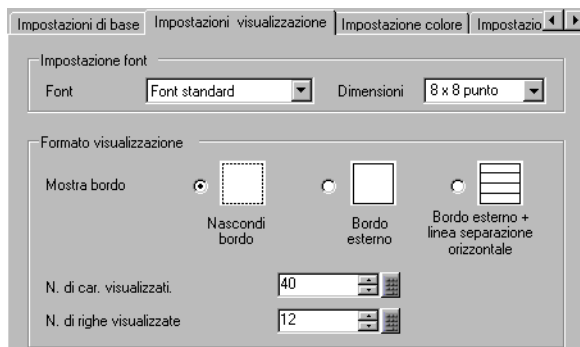 Impostazioni di base Impostazioni visualizzazione Impostazione colore Impostazio
Impostazione font
Font Font standard Dimensioni 8 x 8 punto
Formato visualizzazione
Mostra bordo
Nascondi bordo
Bordo esterno
Bordo esterno + linea separazione orizzontale
N. di car. visualizzati. 40
N. di righe visualizzate 12